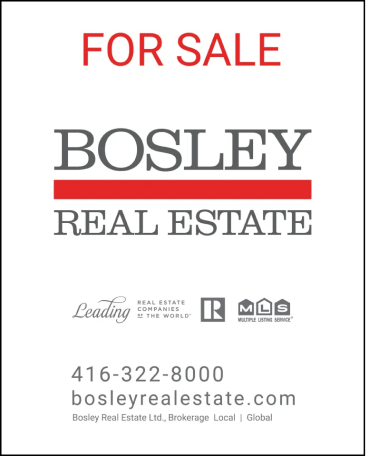 FOR SALE
BOSLEY
REAL ESTATE
Leading REAL ESTATE
COMPANIES
OF THE WORLD
R
MLS
MULTIPLE LISTING SERVICE
416-322-8000
bosleyrealestate.com
Bosley Real Estate Ltd., Brokerage Local | Global